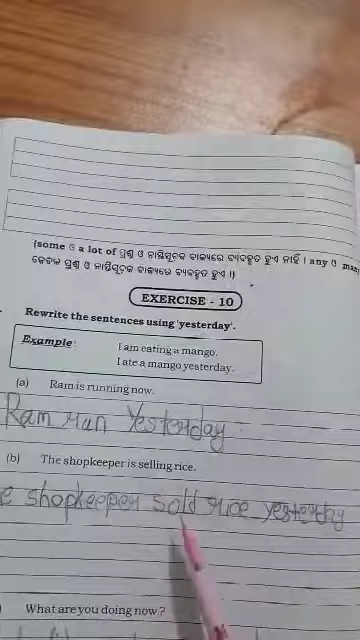 (some ଓ a lot of ପ୍ରଶ୍ନ ଓ ନାସ୍ତିସୂଚକ ବାକ୍ୟରେ ବ୍ୟବହୃତ ହୁଏ ନାହିଁ । any ଓ many
କେବଳ ପ୍ରଶ୍ନ ଓ ନାସ୍ତିସୂଚକ ବାକ୍ୟରେ ବ୍ୟବହୃତ ହୁଏ ।)
EXERCISE - 10
Rewrite the sentences using 'yesterday'.
Example: I am eating a mango.
I ate a mango yesterday.
(a) Ram is running now.
Ram run Yesterday
(b) The shopkeeper is selling rice.
e shopkeeper sold rice yesterday
What are you doing now ?